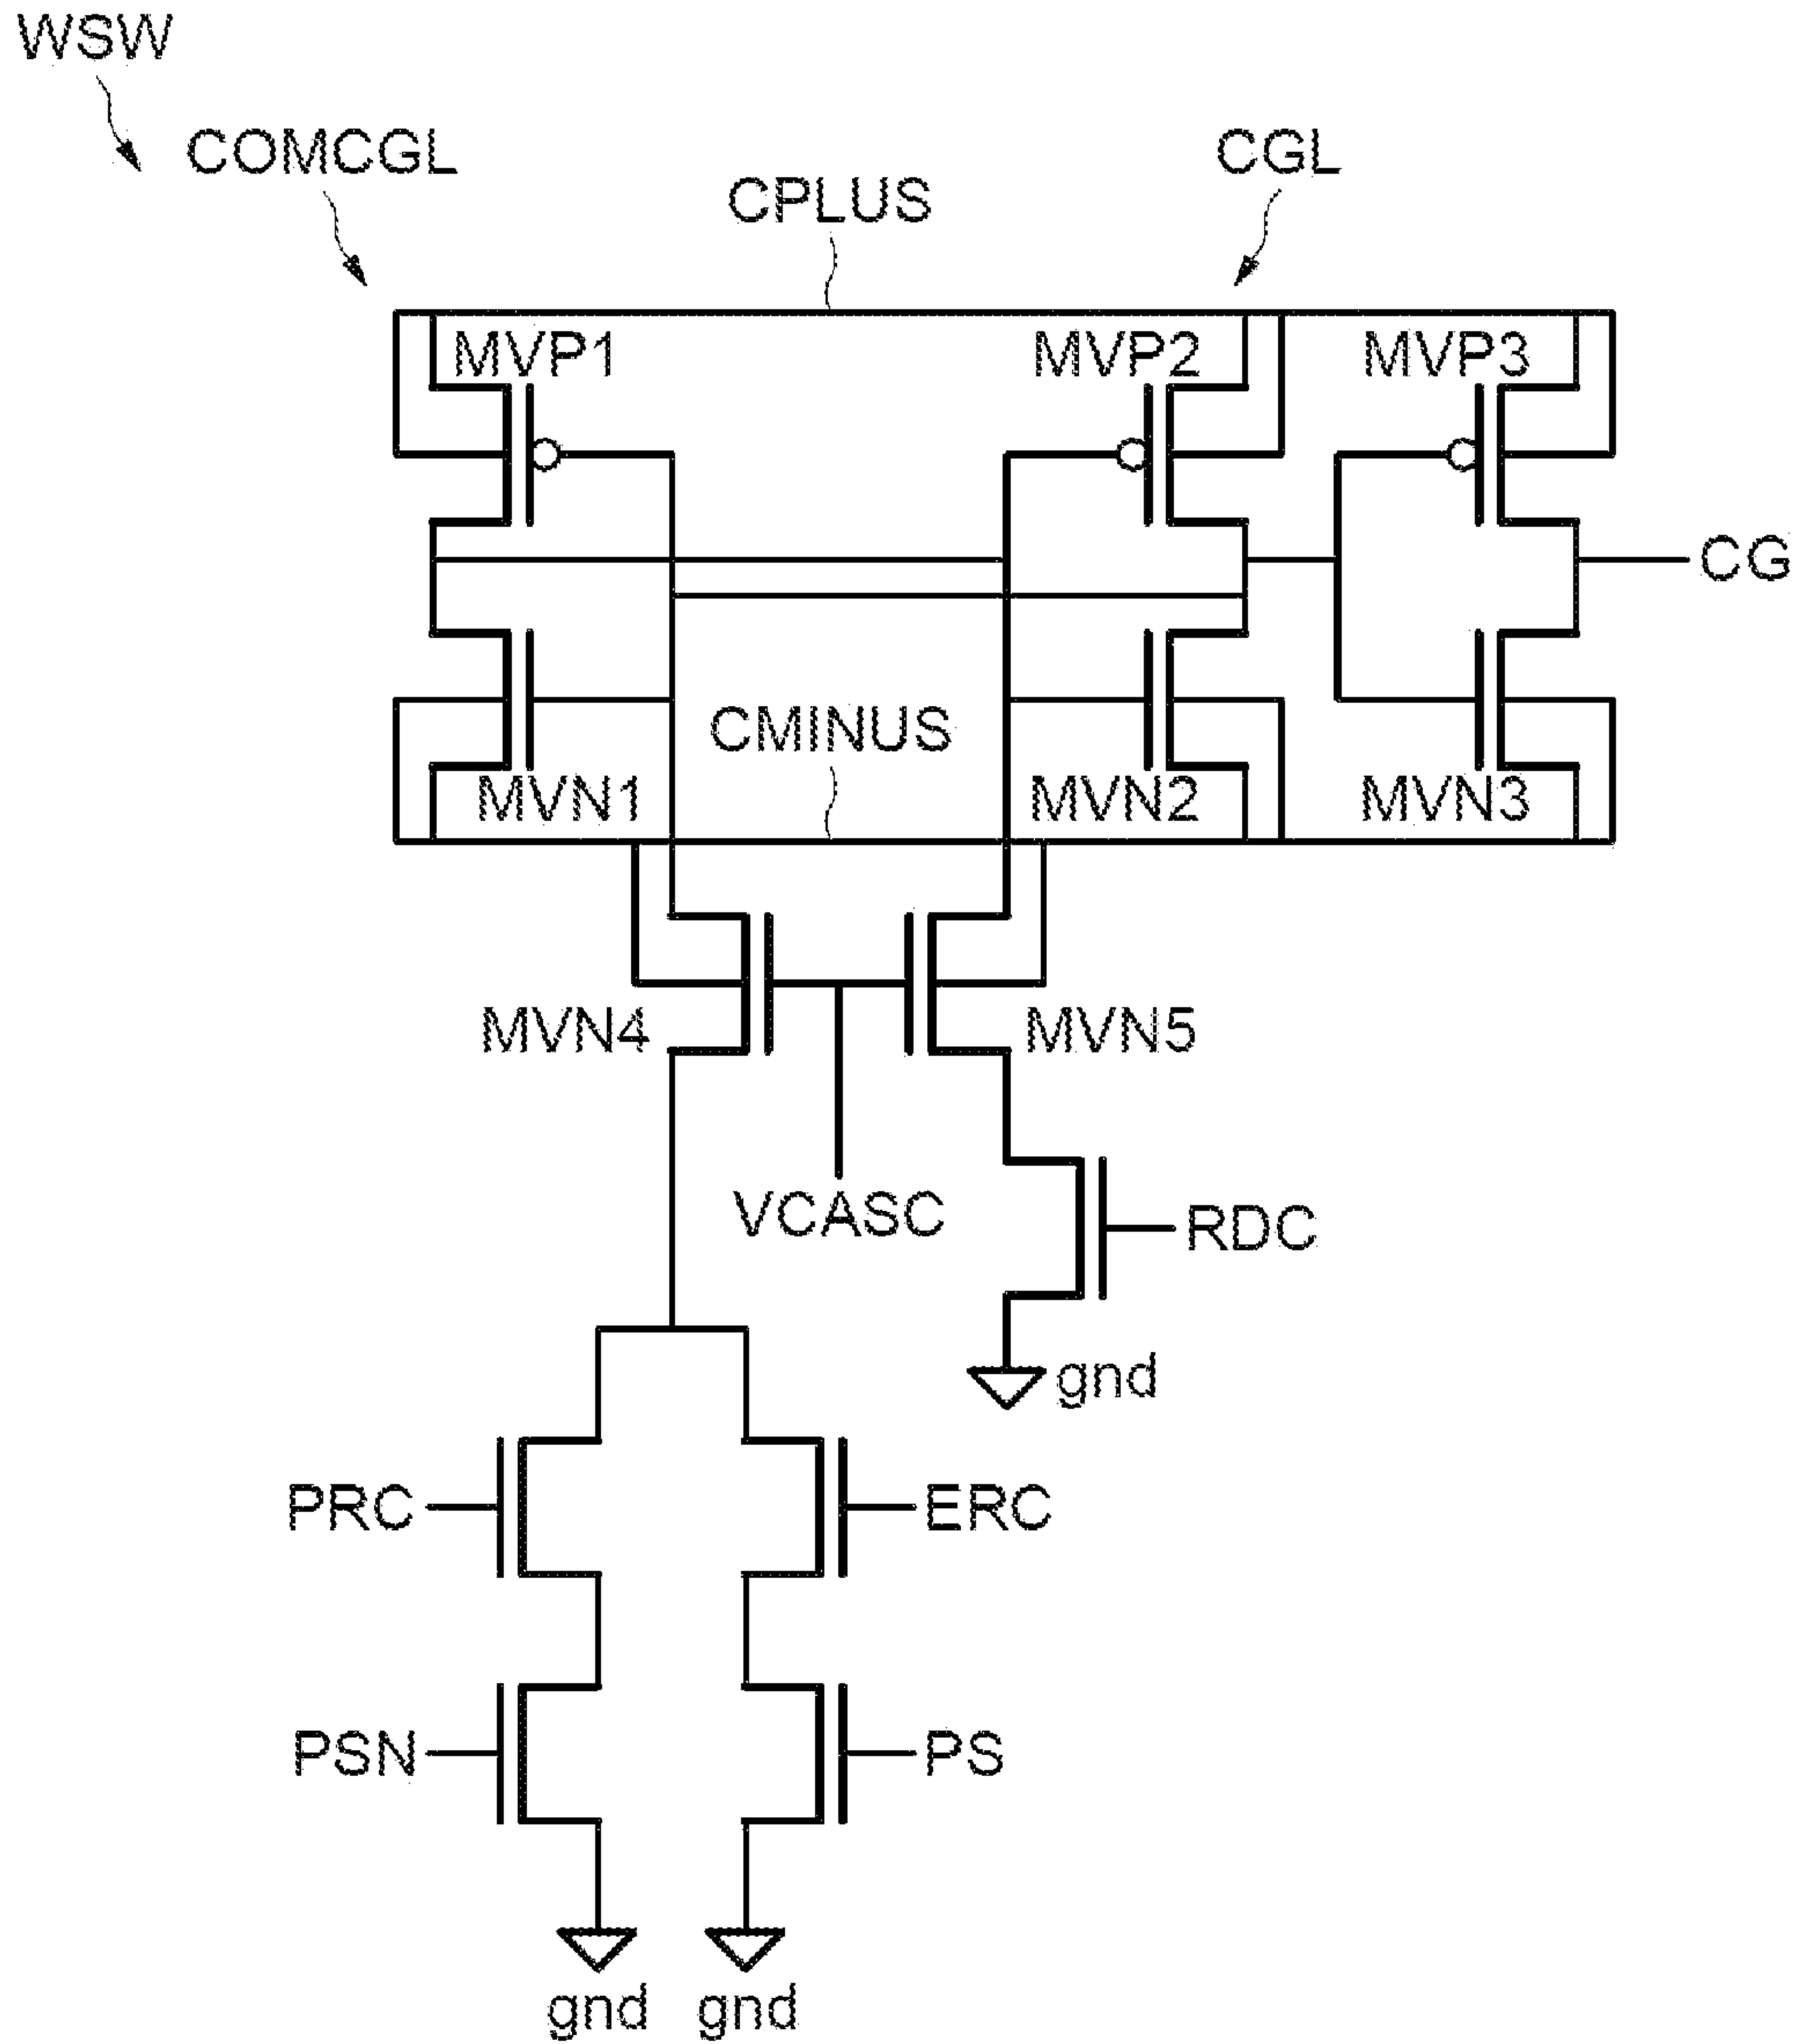 WSW
COMCGL
CGL
CPLUS
MVP1
MVP2
MVP3
CG
CMINUS
MVN1
MVN2
MVN3
MVN4
MVN5
VCASC
RDC
gnd
PRC
ERC
PSN
PS
gnd
gnd